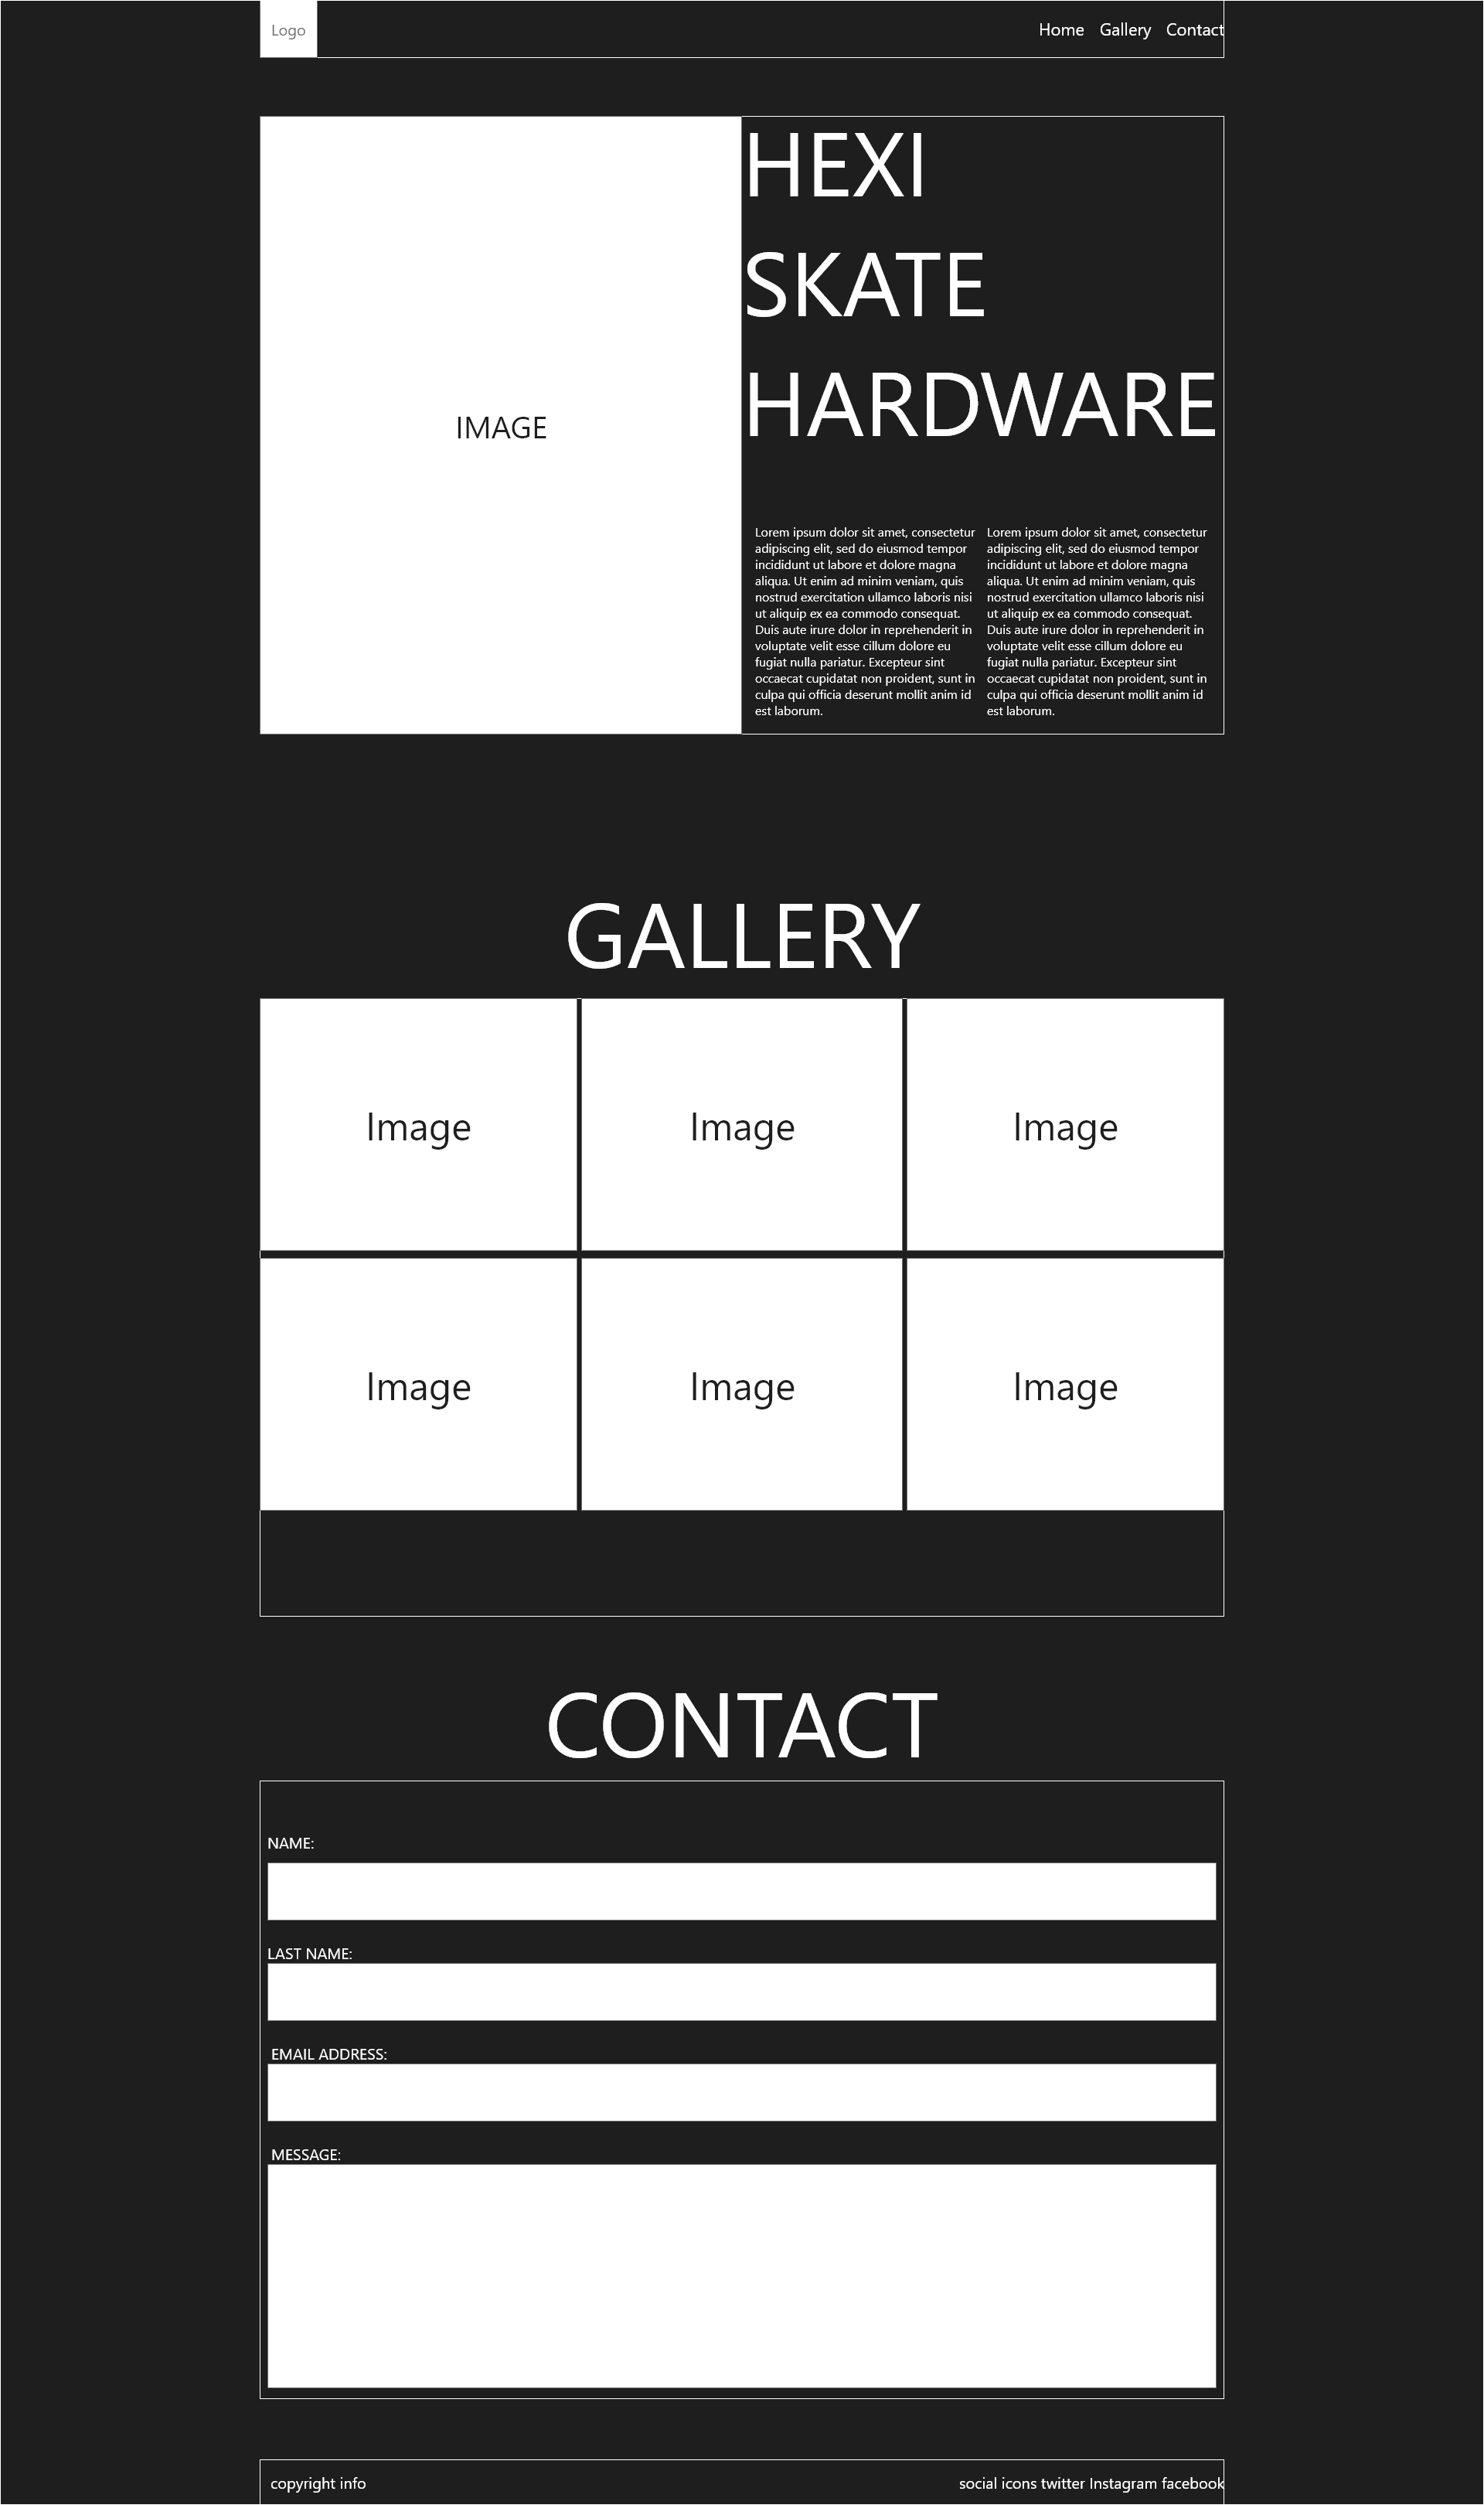 Logo
Home Gallery Contact
HEXI
SKATE
HARDWARE
IMAGE
Lorem ipsum dolor sit amet, consectetur
adipiscing elit, sed do eiusmod tempor
incididunt ut labore et dolore magna
aliqua. Ut enim ad minim veniam, quis
nostrud exercitation ullamco laboris nisi
ut aliquip ex ea commodo consequat.
Duis aute irure dolor in reprehenderit in
voluptate velit esse cillum dolore eu
fugiat nulla pariatur. Excepteur sint
occaecat cupidatat non proident, sunt in
culpa qui officia deserunt mollit anim id
est laborum.
Lorem ipsum dolor sit amet, consectetur
adipiscing elit, sed do eiusmod tempor
incididunt ut labore et dolore magna
aliqua. Ut enim ad minim veniam, quis
nostrud exercitation ullamco laboris nisi
ut aliquip ex ea commodo consequat.
Duis aute irure dolor in reprehenderit in
voluptate velit esse cillum dolore eu
fugiat nulla pariatur. Excepteur sint
occaecat cupidatat non proident, sunt in
culpa qui officia deserunt mollit anim id
est laborum.
GALLERY
Image Image Image
Image Image Image
CONTACT
NAME:
LAST NAME:
EMAIL ADDRESS:
MESSAGE:
copyright info
social icons twitter Instagram facebook